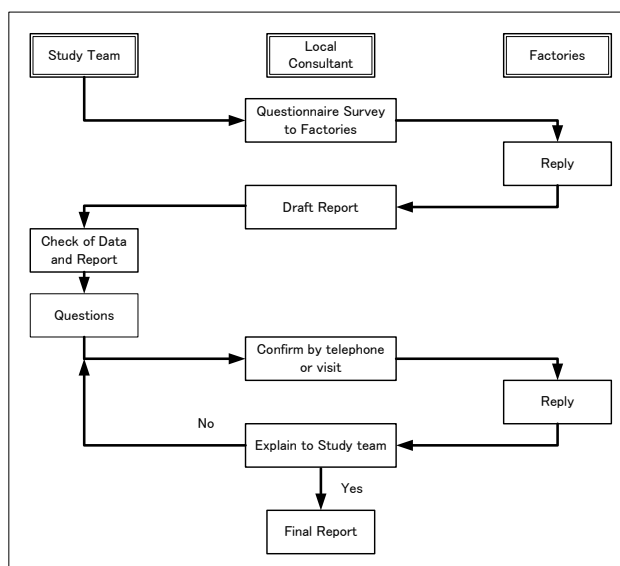 Study Team
Local
Consultant
Factories
Questionnaire Survey
to Factories
Reply
Draft Report
Check of Data
and Report
Questions
Confirm by telephone
or visit
Reply
No
Explain to Study team
Yes
Final Report